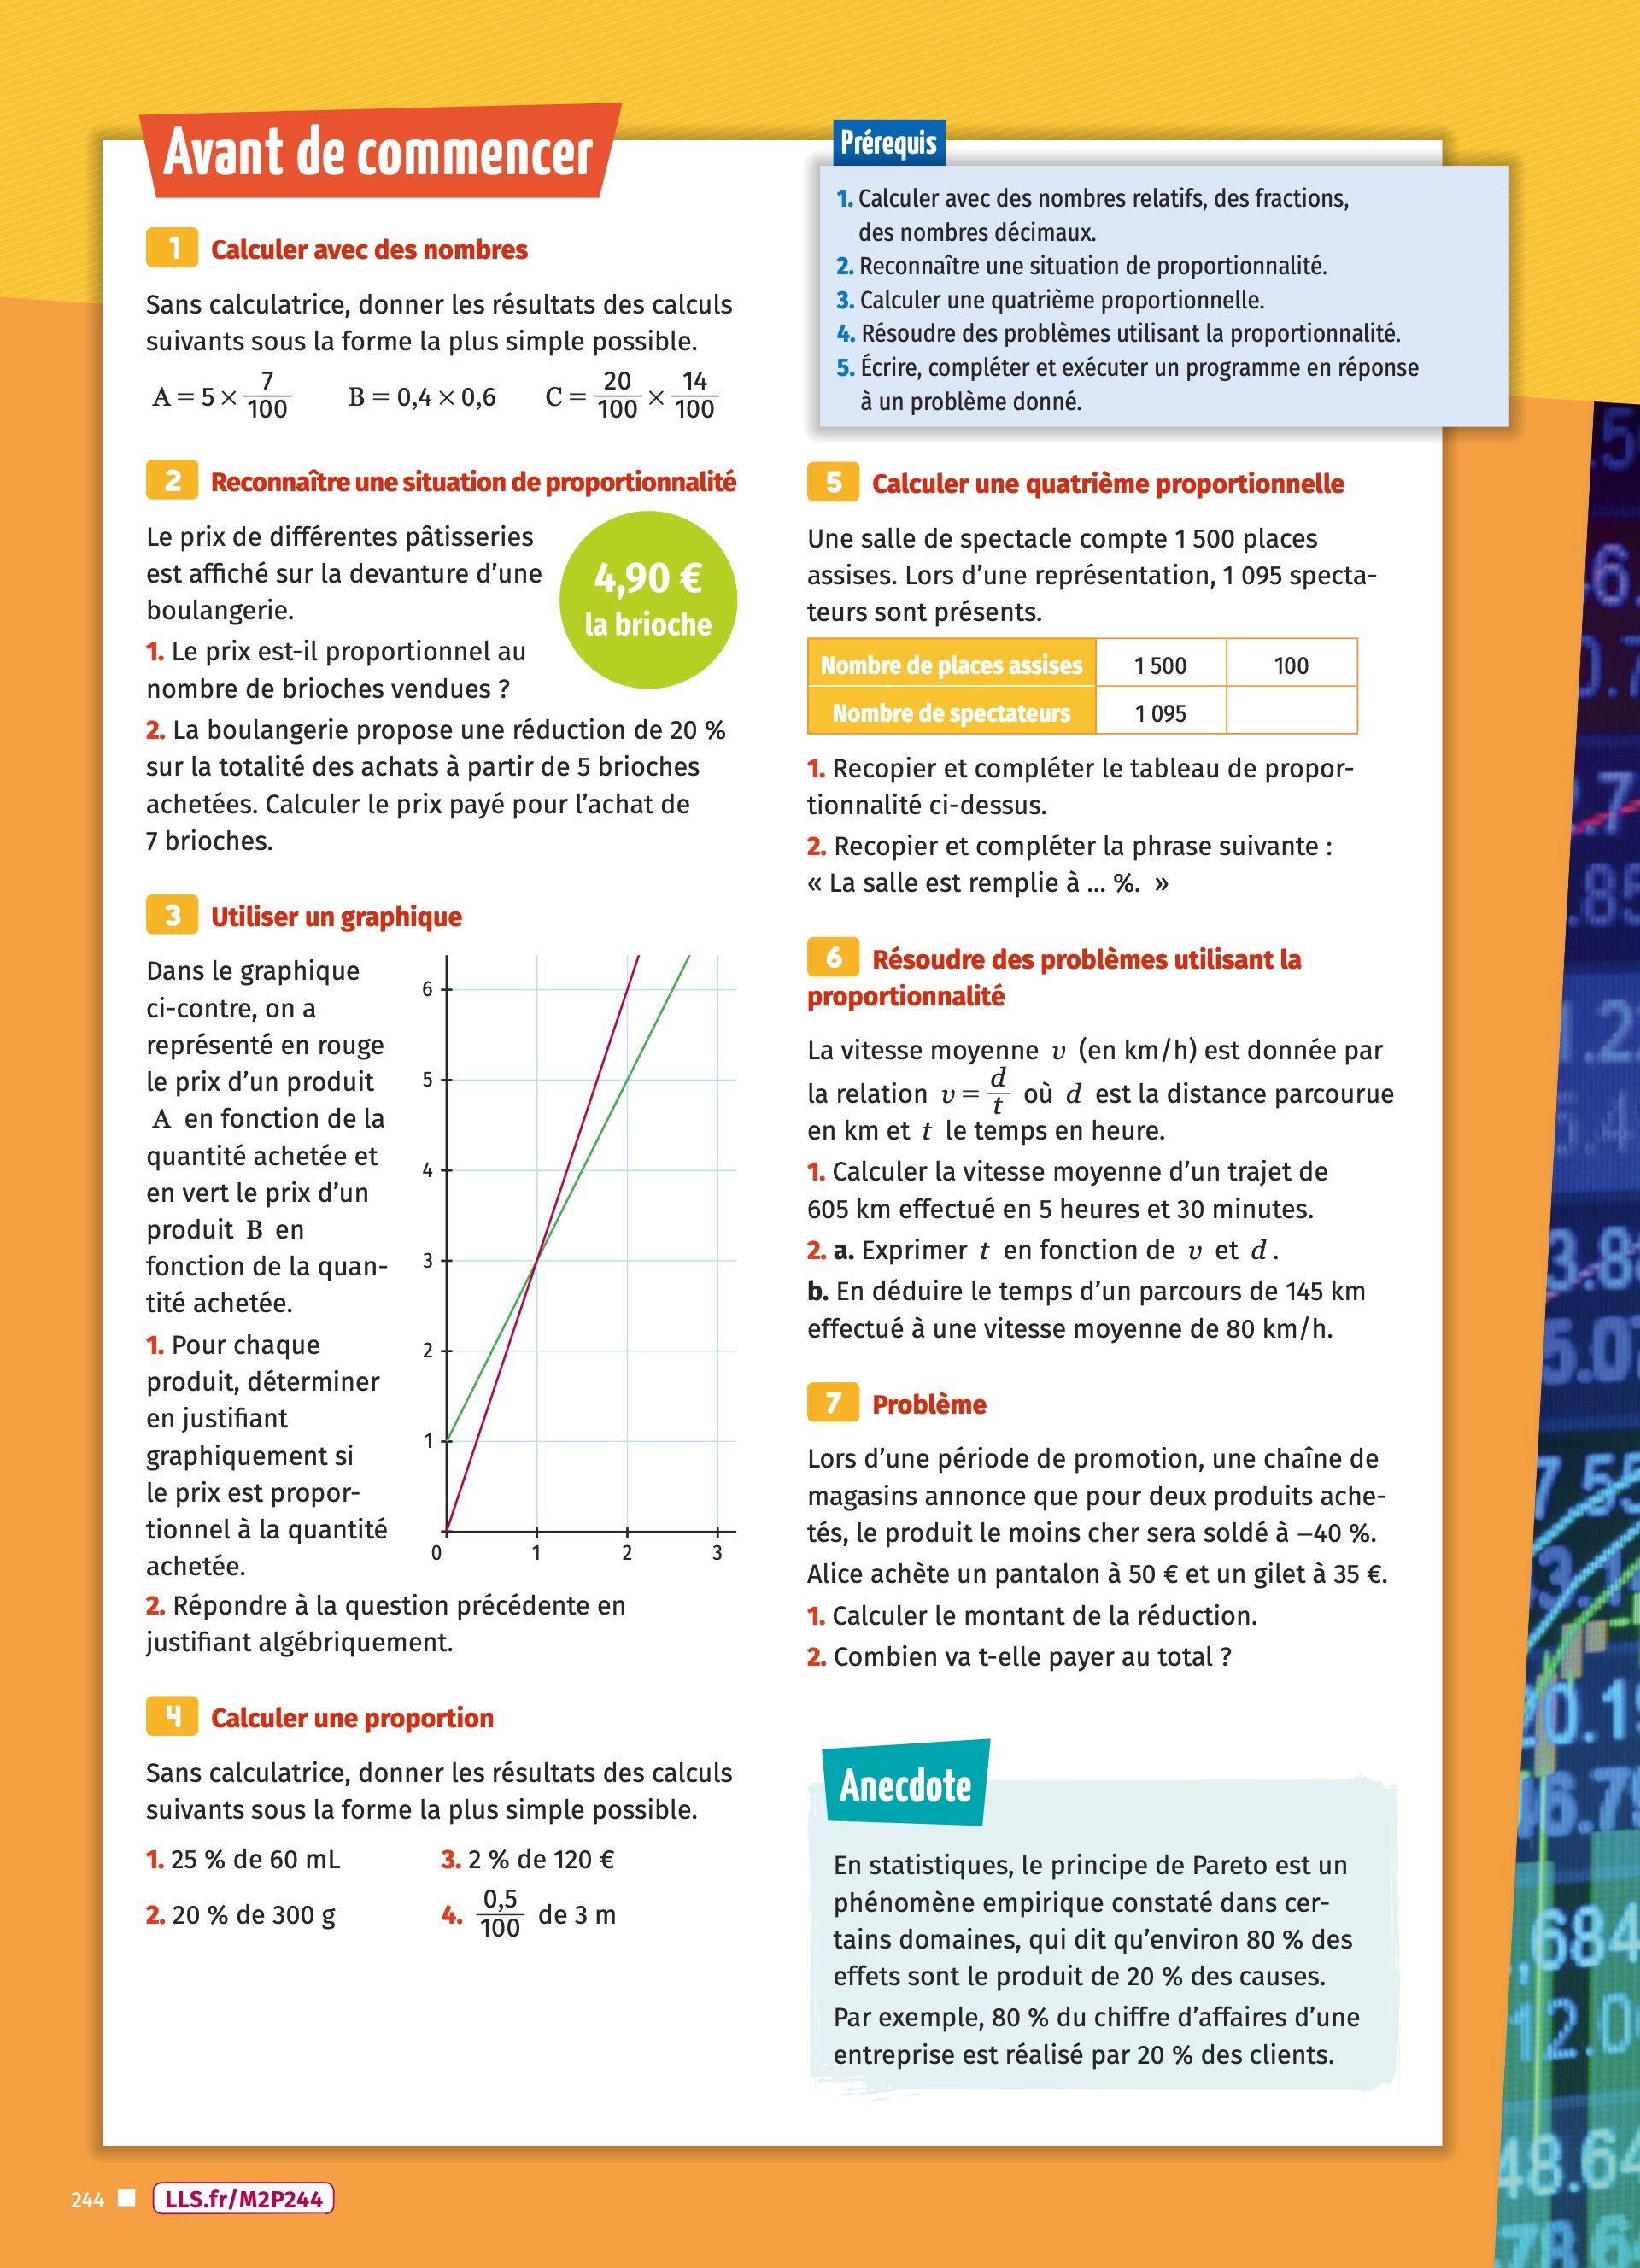 Avant de commencer
1 Calculer avec des nombres
Sans calculatrice, donner les résultats des calculs
suivants sous la forme la plus simple possible.
A = 5 × 7/100 B = 0,4 × 0,6 C = 20/100 × 14/100
2 Reconnaître une situation de proportionnalité
Le prix de différentes pâtisseries
est affiché sur la devanture d’une
boulangerie.
4,90 €
la brioche
1. Le prix est-il proportionnel au
nombre de brioches vendues ?
2. La boulangerie propose une réduction de 20 %
sur la totalité des achats à partir de 5 brioches
achetées. Calculer le prix payé pour l’achat de
7 brioches.
3 Utiliser un graphique
Dans le graphique
ci-contre, on a
représenté en rouge
le prix d’un produit
A en fonction de la
quantité achetée et
en vert le prix d’un
produit B en
fonction de la quan-
tité achetée.
1. Pour chaque
produit, déterminer
en justifiant
graphiquement si
le prix est propor-
tionnel à la quantité
achetée.
6
5
4
3
2
1
0 1 2 3
2. Répondre à la question précédente en
justifiant algébriquement.
4 Calculer une proportion
Sans calculatrice, donner les résultats des calculs
suivants sous la forme la plus simple possible.
1. 25 % de 60 mL 3. 2 % de 120 €
2. 20 % de 300 g 4. 0,5/100 de 3 m
Prérequis
1. Calculer avec des nombres relatifs, des fractions,
des nombres décimaux.
2. Reconnaître une situation de proportionnalité.
3. Calculer une quatrième proportionnelle.
4. Résoudre des problèmes utilisant la proportionnalité.
5. Écrire, compléter et exécuter un programme en réponse
à un problème donné.
5 Calculer une quatrième proportionnelle
Une salle de spectacle compte 1 500 places
assises. Lors d’une représentation, 1 095 specta-
teurs sont présents.
Nombre de places assises 1 500 100
Nombre de spectateurs 1 095
1. Recopier et compléter le tableau de propor-
tionnalité ci-dessus.
2. Recopier et compléter la phrase suivante :
« La salle est remplie à ... %. »
6 Résoudre des problèmes utilisant la
proportionnalité
La vitesse moyenne v (en km/h) est donnée par
la relation v = d/t où d est la distance parcourue
en km et t le temps en heure.
1. Calculer la vitesse moyenne d’un trajet de
605 km effectué en 5 heures et 30 minutes.
2. a. Exprimer t en fonction de v et d.
b. En déduire le temps d’un parcours de 145 km
effectué à une vitesse moyenne de 80 km/h.
7 Problème
Lors d’une période de promotion, une chaîne de
magasins annonce que pour deux produits ache-
tés, le produit le moins cher sera soldé à −40 %.
Alice achète un pantalon à 50 € et un gilet à 35 €.
1. Calculer le montant de la réduction.
2. Combien va t-elle payer au total ?
Anecdote
En statistiques, le principe de Pareto est un
phénomène empirique constaté dans cer-
tains domaines, qui dit qu’environ 80 % des
effets sont le produit de 20 % des causes.
Par exemple, 80 % du chiffre d’affaires d’une
entreprise est réalisé par 20 % des clients.
244 LLS.fr/M2P244